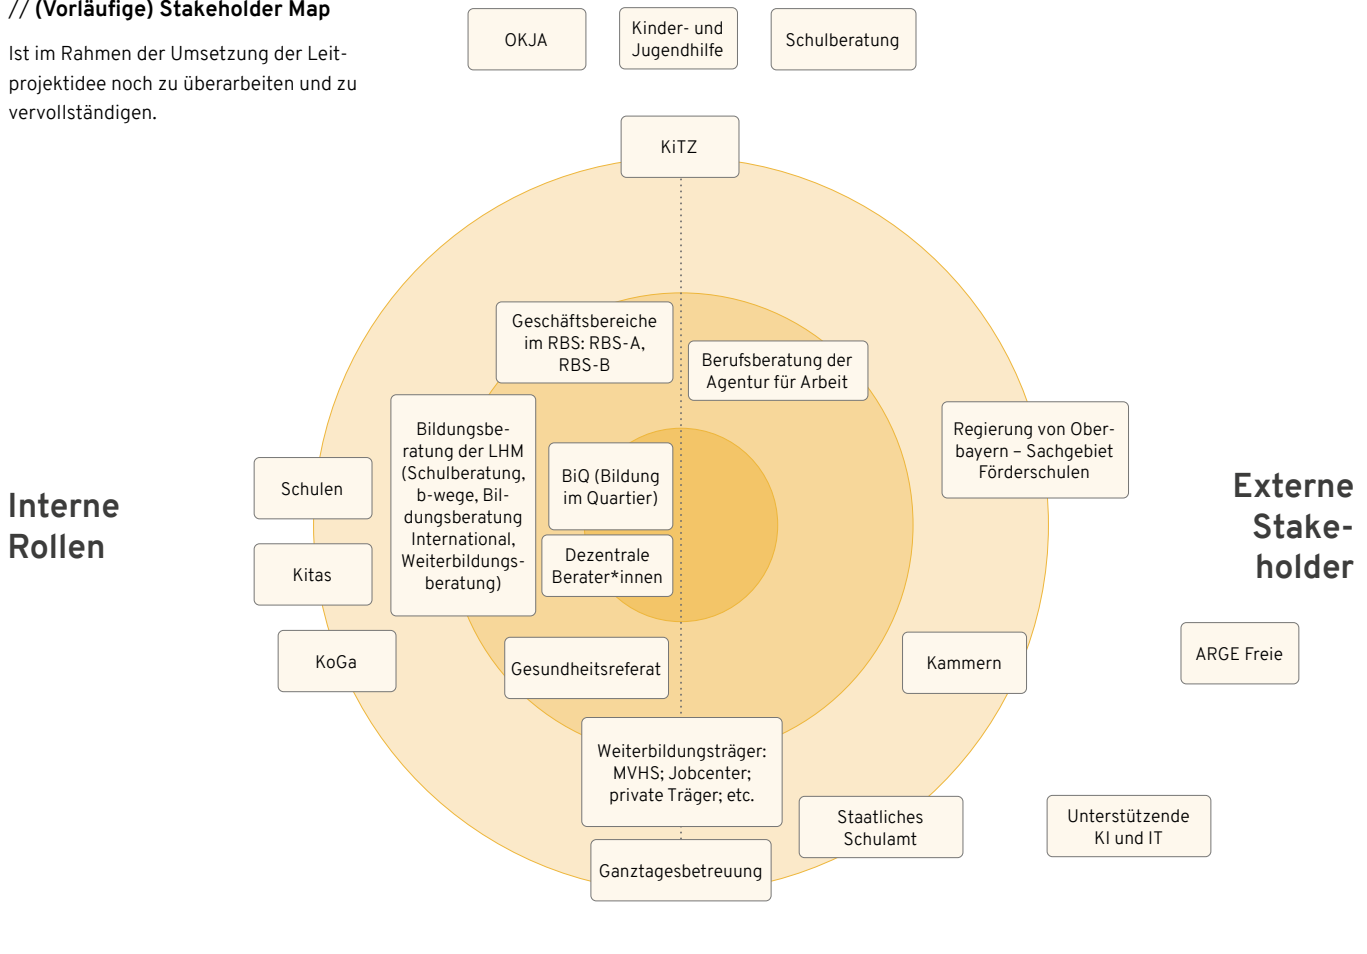 // (Vorläufige) Stakeholder Map
Ist im Rahmen der Umsetzung der Leit-
projektidee noch zu überarbeiten und zu
vervollständigen.
OKJA
Kinder- und
Jugendhilfe
Schulberatung
KiTZ
Geschäftsbereiche
im RBS: RBS-A,
RBS-B
Berufsberatung der
Agentur für Arbeit
Bildungsbe-
ratung der LHM
(Schulberatung,
b-wege, Bil-
dungsberatung
International,
Weiterbildungs-
beratung)
BiQ (Bildung
im Quartier)
Dezentrale
Berater*innen
Regierung von Ober-
bayern – Sachgebiet
Förderschulen
Schulen
Kitas
KoGa
Interne
Rollen
Externe
Stake-
holder
Gesundheitsreferat
Kammern
ARGE Freie
Weiterbildungsträger:
MVHS; Jobcenter;
private Träger; etc.
Staatliches
Schulamt
Unterstützende
KI und IT
Ganztagesbetreuung